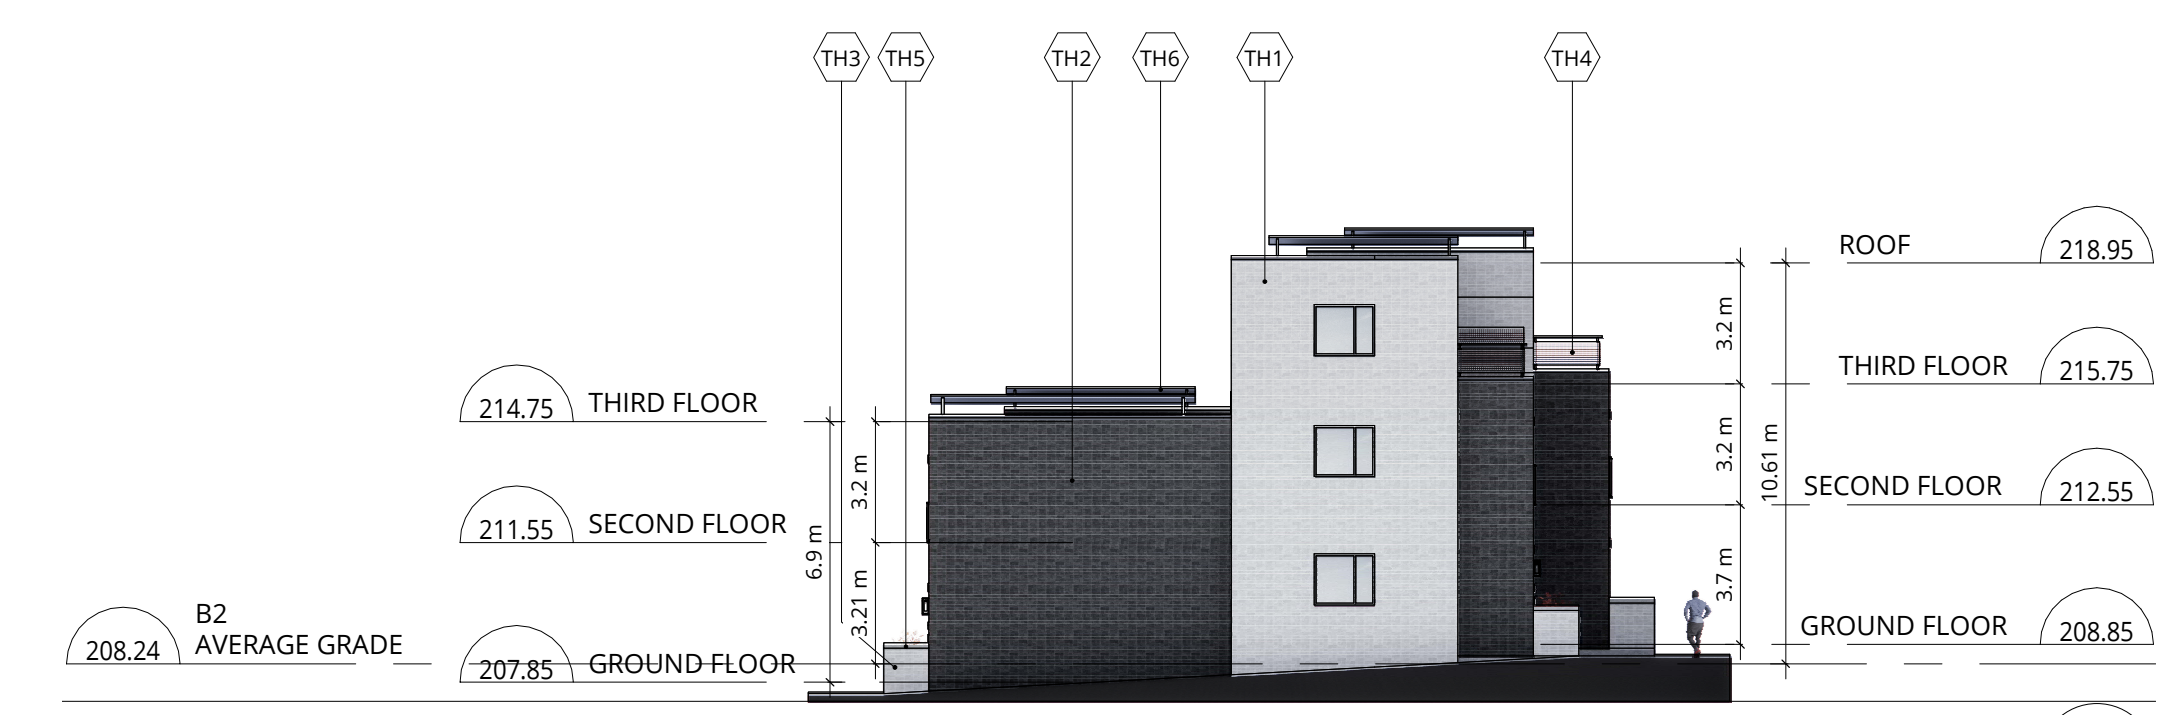 TH3 TH5 TH2 TH6 TH1 TH4
ROOF 218.95
3.2 m
THIRD FLOOR 215.75
214.75 THIRD FLOOR
3.2 m
3.2 m
10.61 m
SECOND FLOOR 212.55
211.55 SECOND FLOOR
6.9 m
3.21 m
3.7 m
B2
208.24 AVERAGE GRADE
GROUND FLOOR 208.85
207.85 GROUND FLOOR